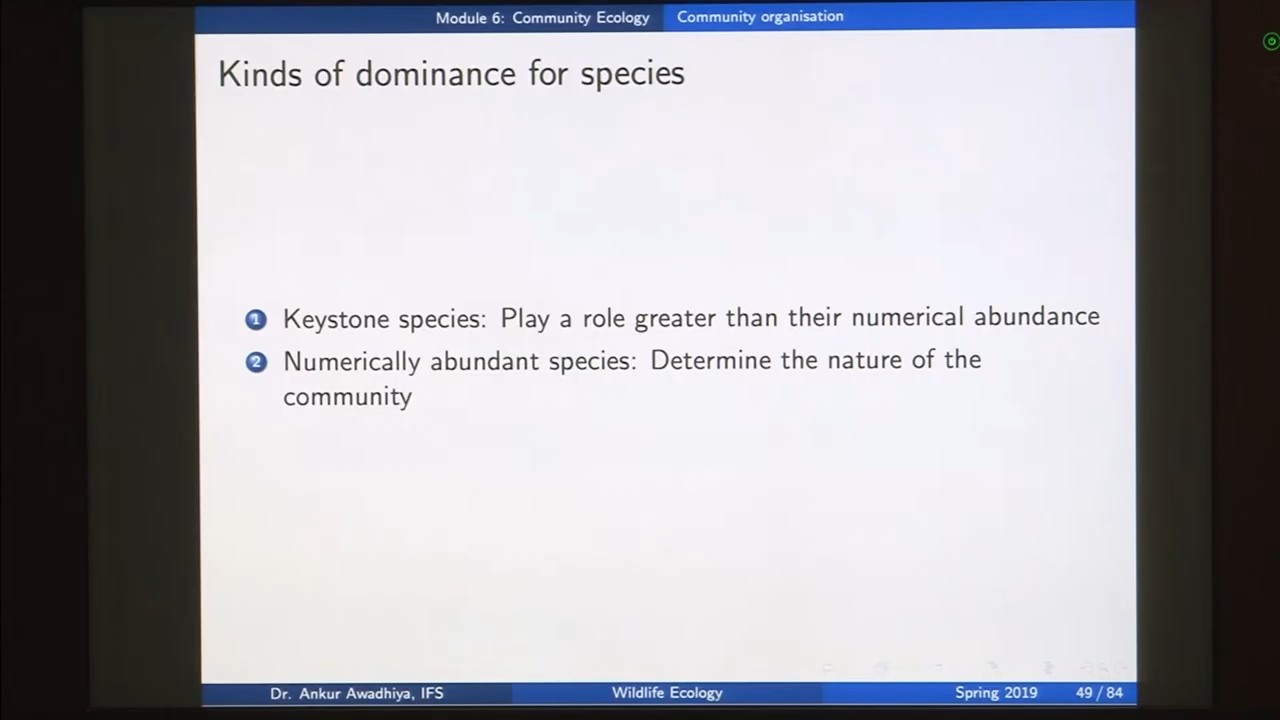 Module 6: Community Ecology Community organisation
Kinds of dominance for species
1 Keystone species: Play a role greater than their numerical abundance
2 Numerically abundant species: Determine the nature of the
community
Dr. Ankur Awadhiya, IFS Wildlife Ecology Spring 2019 49 / 84